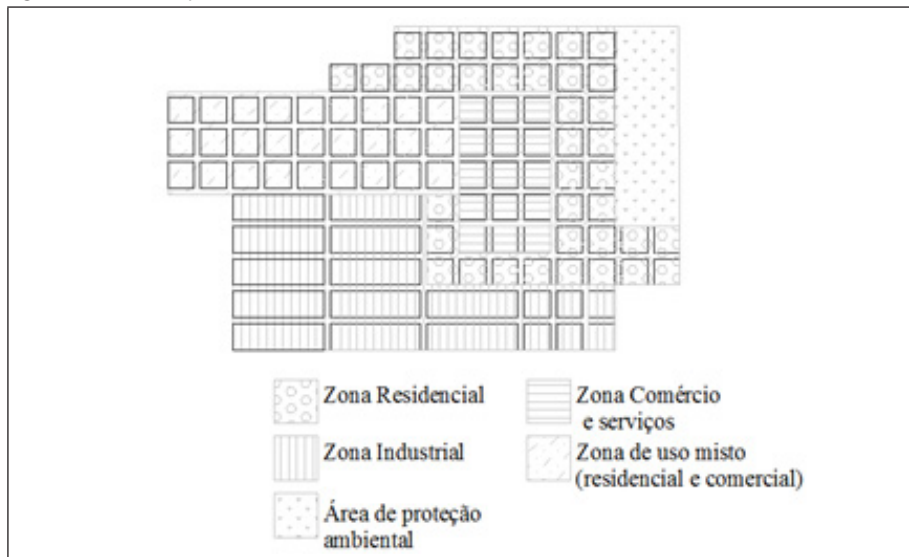 Zona Residencial
Zona Comércio
e serviços
Zona Industrial
Zona de uso misto
(residencial e comercial)
Área de proteção
ambiental